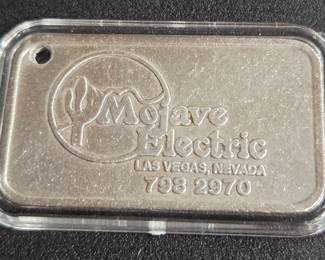 Mojave
Electric
LAS VEGAS, NEVADA
798 2970